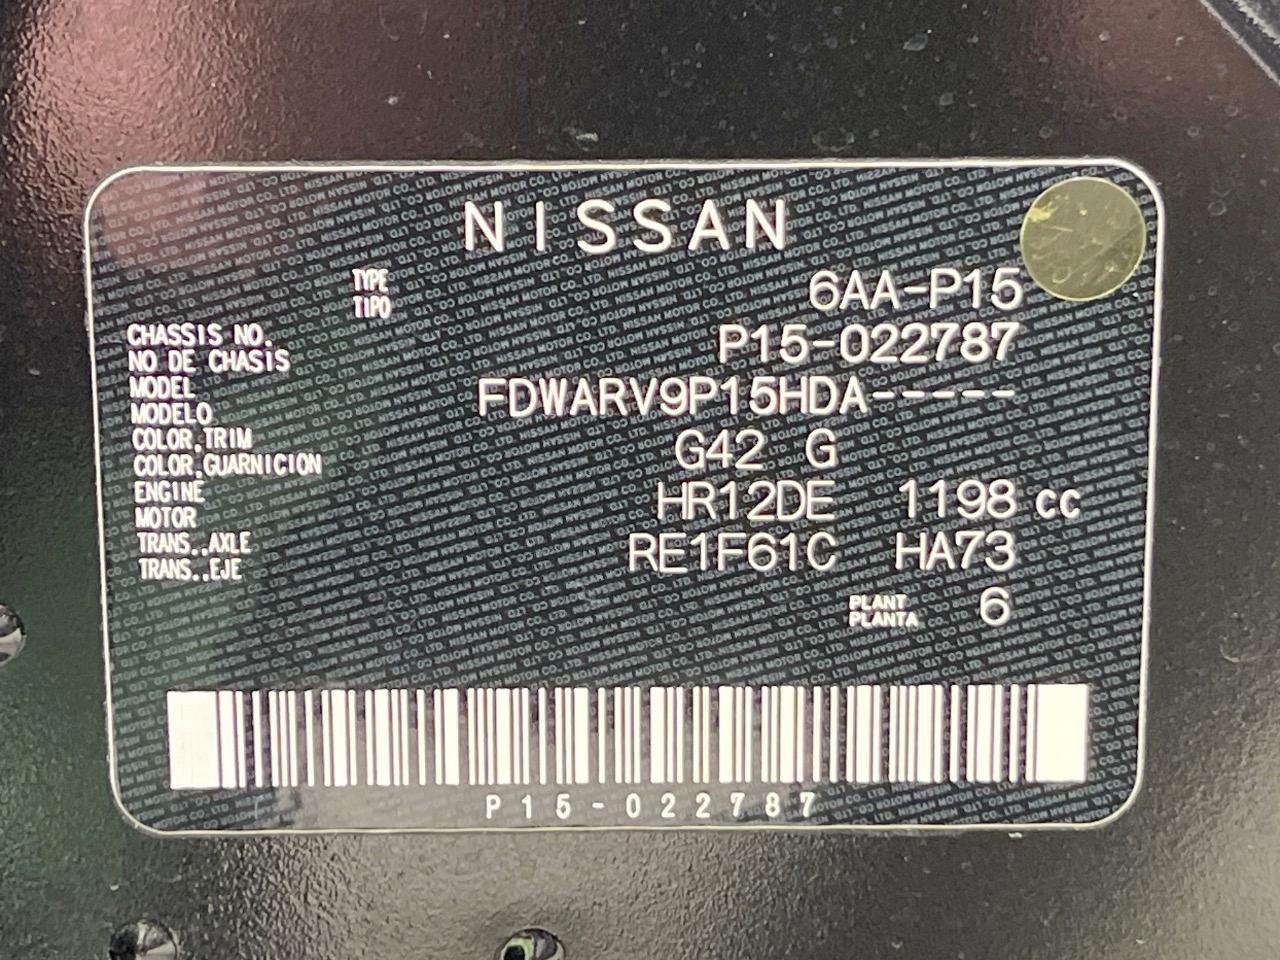 NISSAN
TYPE 6AA-P15
TIPO
CHASSIS NO. P15-022787
NO. DE CHASIS
MODEL FDWARV9P15HDA-----
MODELO
COLOR,TRIM G42 G
COLOR,GUARNICION
ENGINE HR12DE 1198 cc
MOTOR
TRANS.,AXLE RE1F61C HA73
TRANS.,EJE
PLANT 6
PLANTA
P15-022787